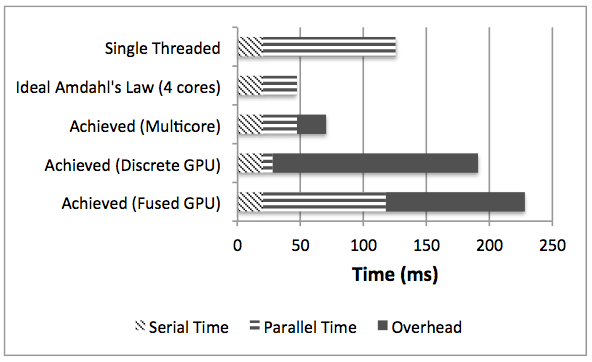 Single Threaded
Ideal Amdahl's Law (4 cores)
Achieved (Multicore)
Achieved (Discrete GPU)
Achieved (Fused GPU)
0 50 100 150 200 250
Time (ms)
Serial Time Parallel Time Overhead